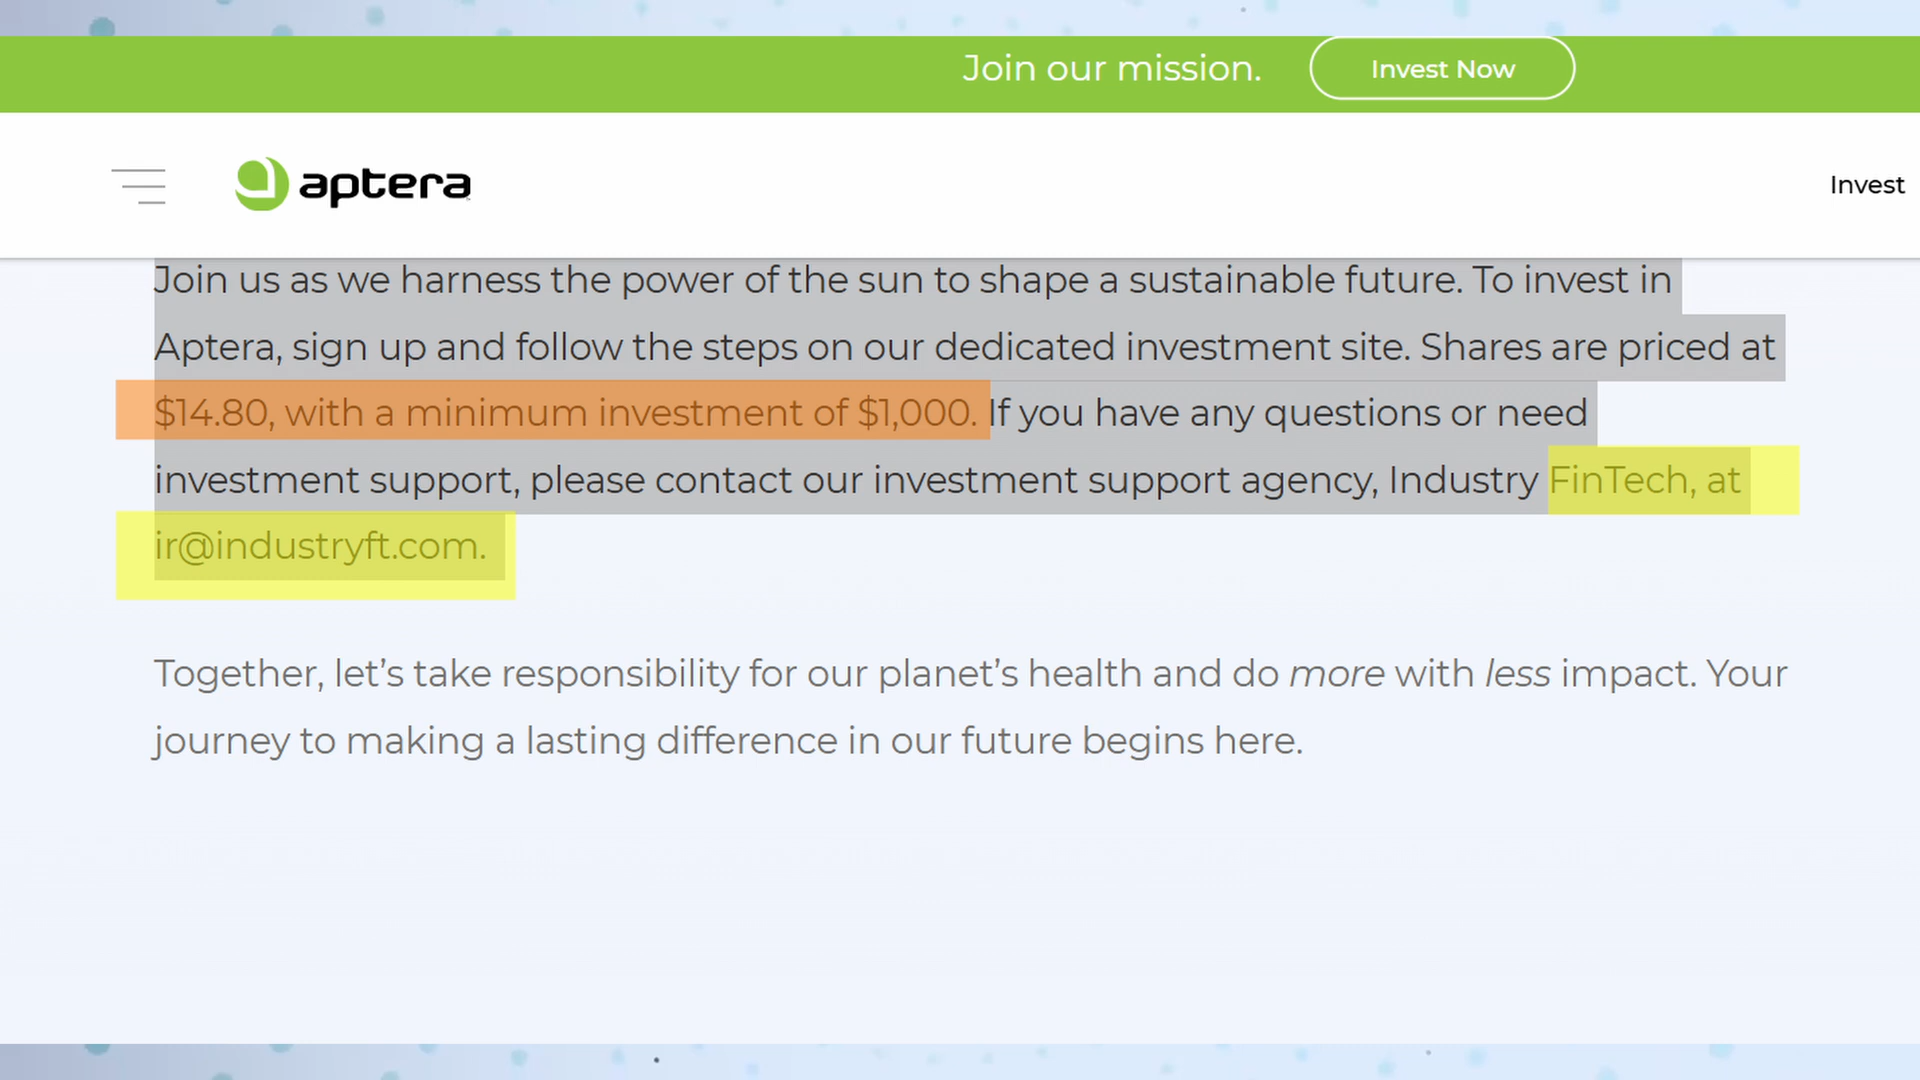 Join our mission. Invest Now
aptera Invest
Join us as we harness the power of the sun to shape a sustainable future. To invest in
Aptera, sign up and follow the steps on our dedicated investment site. Shares are priced at
$14.80, with a minimum investment of $1,000. If you have any questions or need
investment support, please contact our investment support agency, Industry FinTech, at
ir@industryft.com.
Together, let’s take responsibility for our planet’s health and do more with less impact. Your
journey to making a lasting difference in our future begins here.